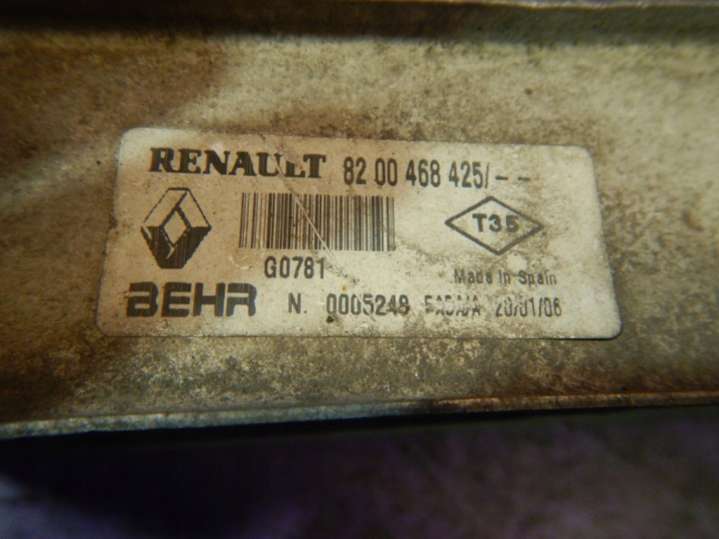 RENAULT 82 00 468 425/--
T35
G0781
Made In Spain
BEHR N. 0005248 20/01/06